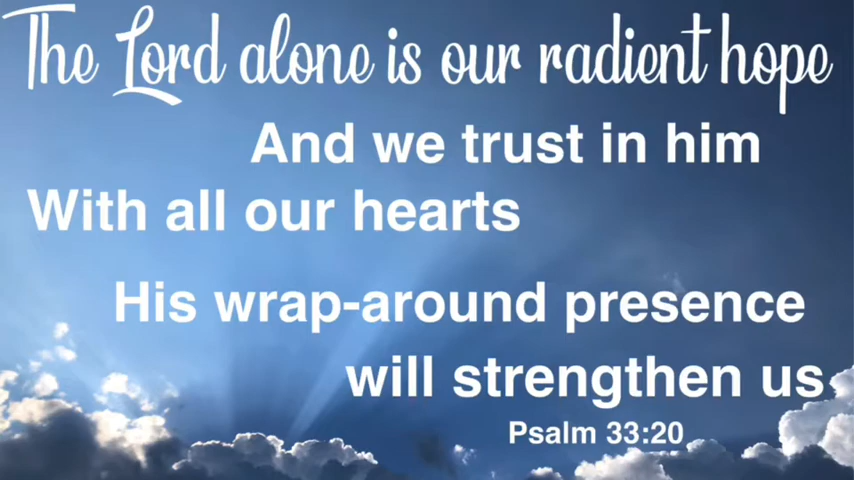 The Lord alone is our radient hope
And we trust in him
With all our hearts
His wrap-around presence
will strengthen us
Psalm 33:20